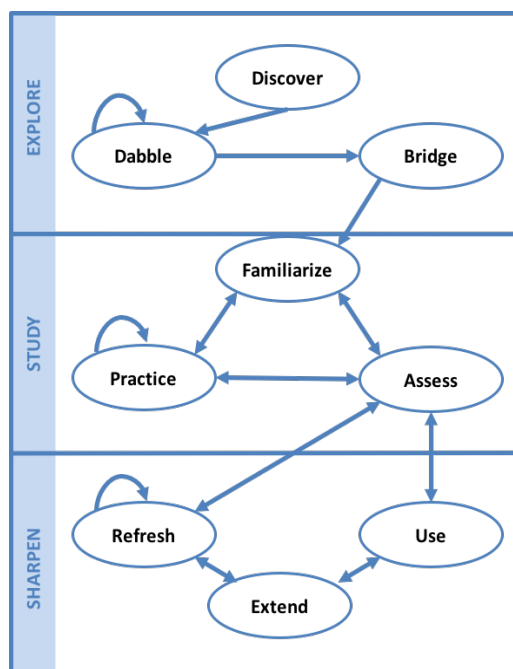 EXPLORE
Discover
Dabble
Bridge
STUDY
Familiarize
Practice
Assess
SHARPEN
Refresh
Use
Extend